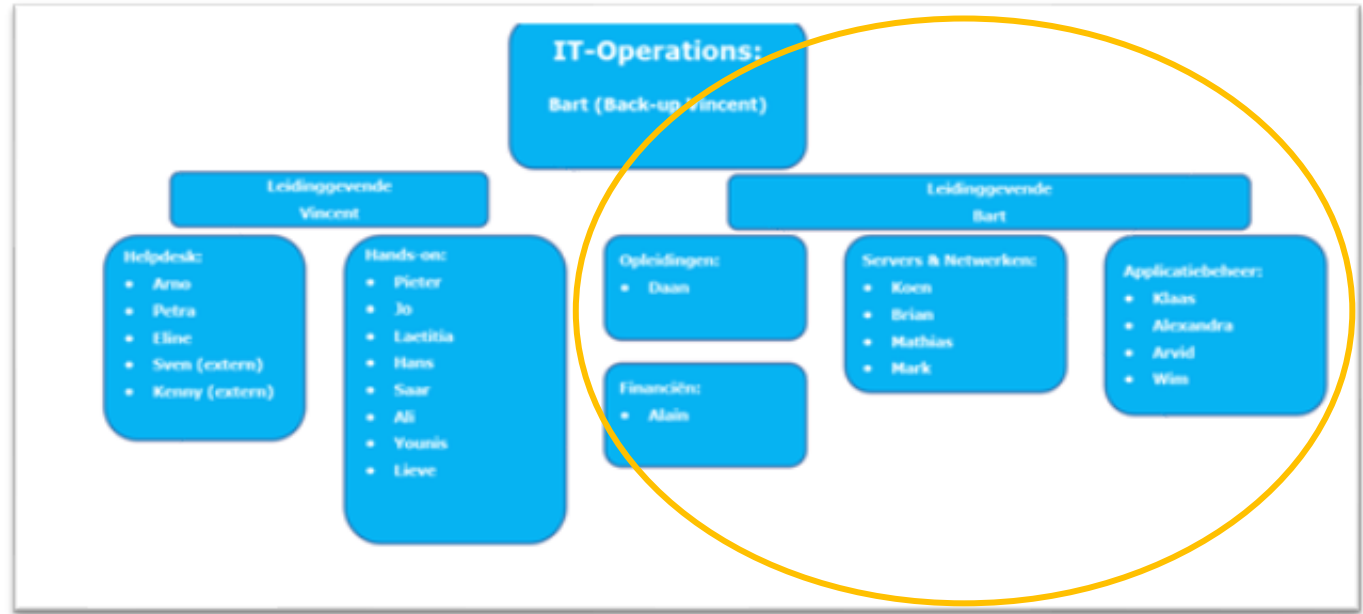 IT-Operations:
Bart (Back-up Vincent)
Leidinggevende
Vincent
Leidinggevende
Bart
Helpdesk:
• Arno
• Petra
• Eline
• Sven (extern)
• Kenny (extern)
Hands-on:
• Pieter
• Jo
• Laetitia
• Hans
• Saar
• Ali
• Younis
• Lieve
Opleidingen:
• Daan
Financiën:
• Alain
Servers & Netwerken:
• Koen
• Brian
• Mathias
• Mark
Applicatiebeheer:
• Klaas
• Alexandra
• Arvid
• Wim